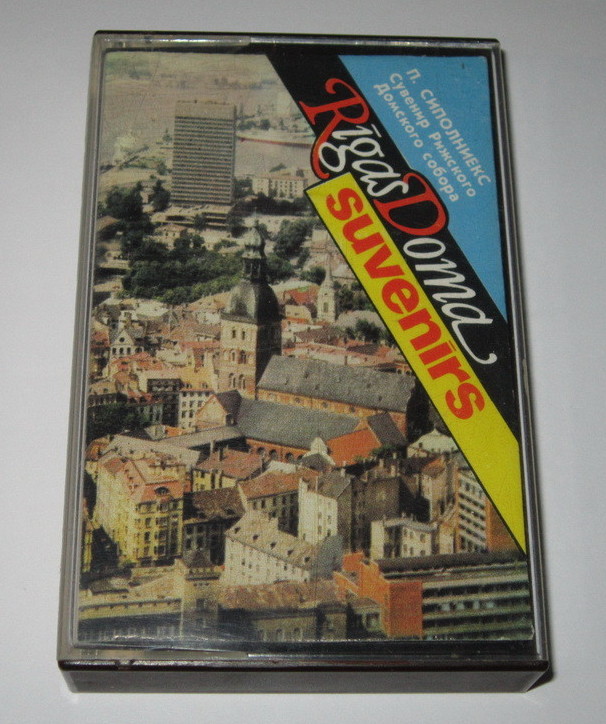 П. СИПОЛНИЕКС
Сувенир Рижского
Домского собора
Rīgas Doma
suvenīrs